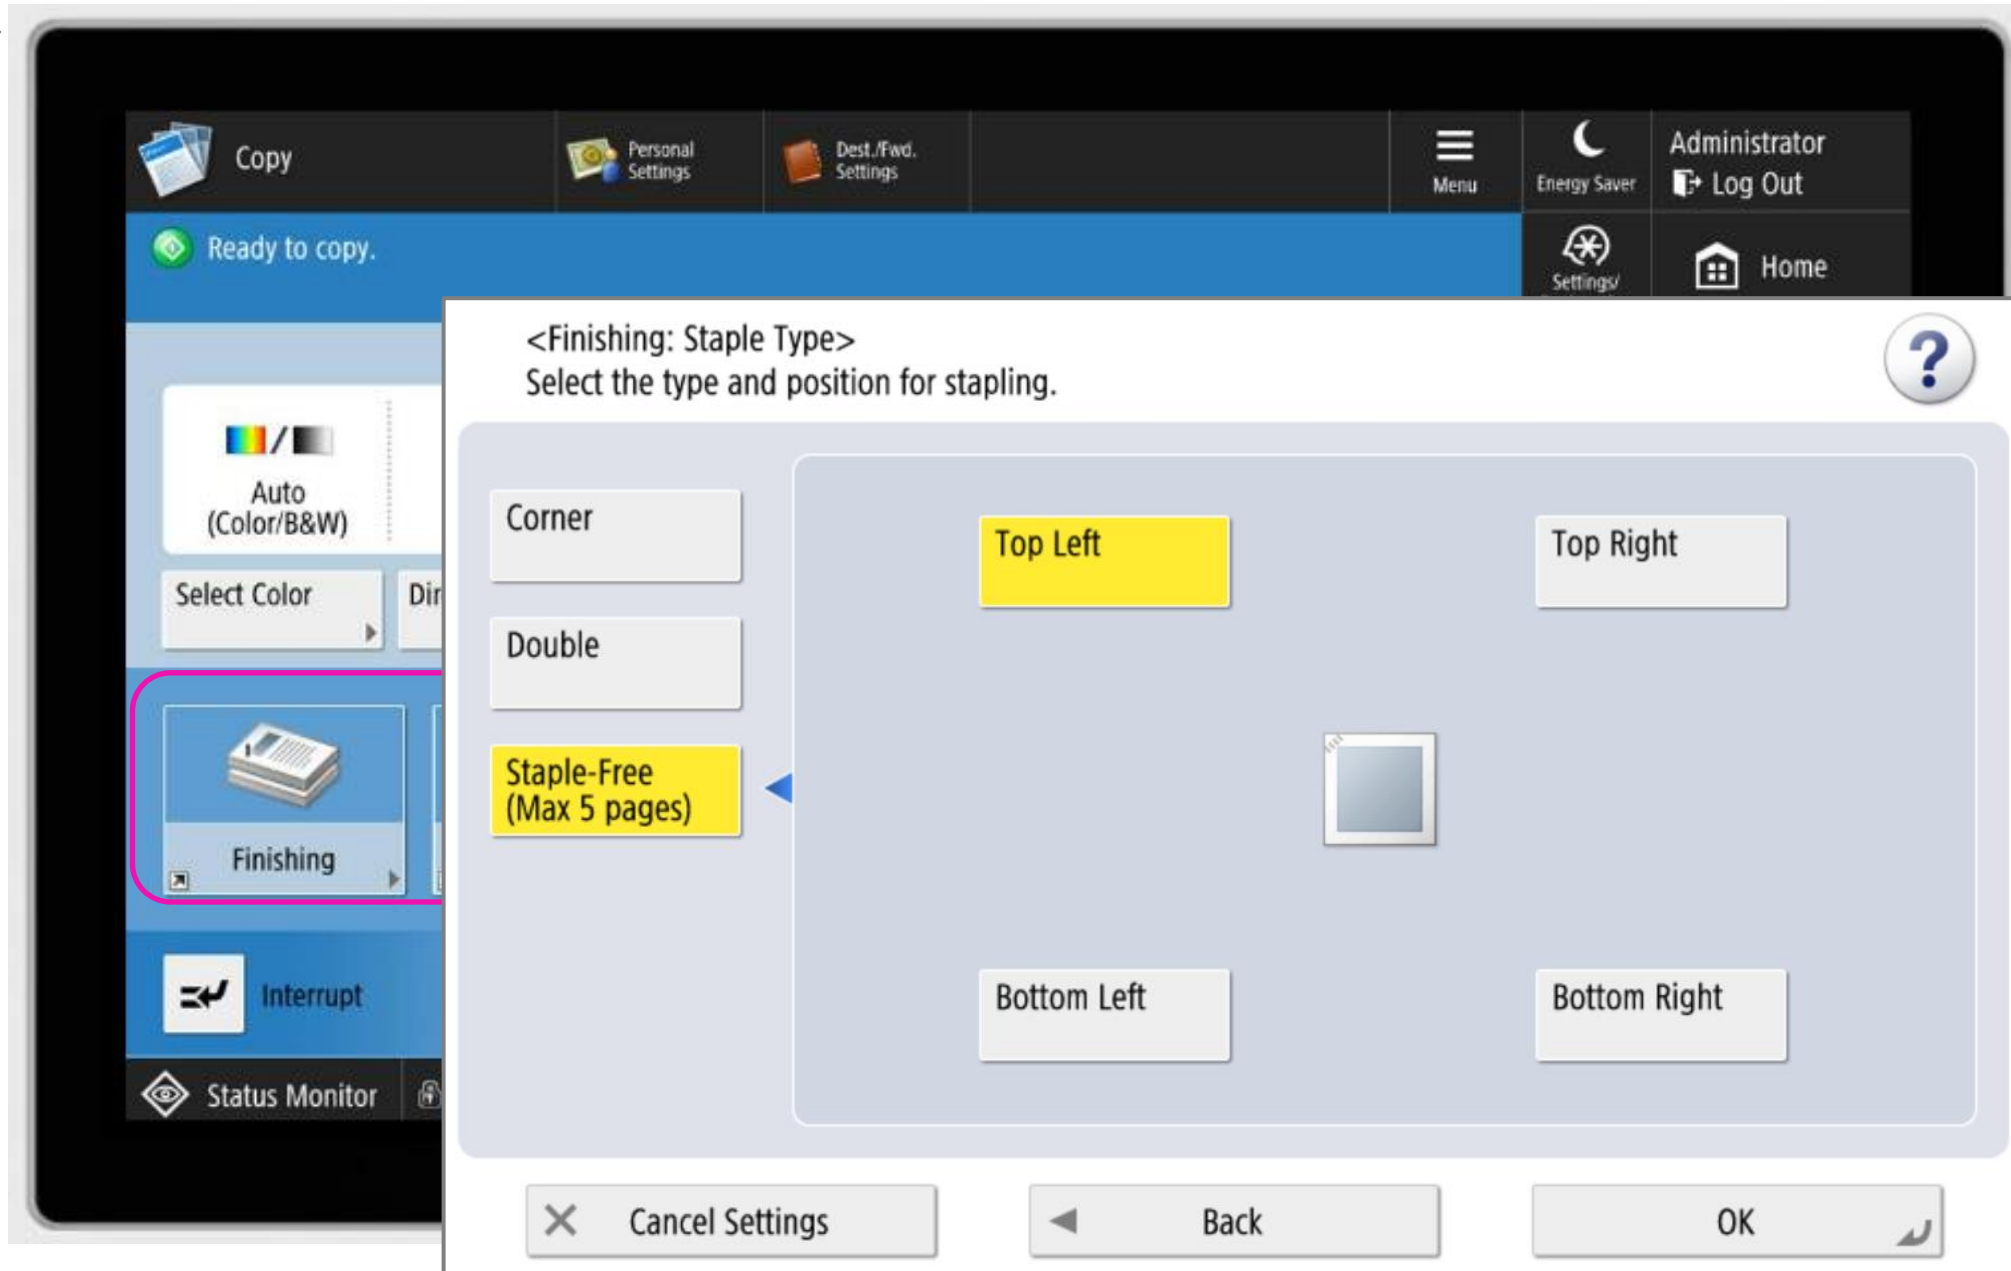 Copy
Personal
Settings
Dest./Fwd.
Settings
Menu
Energy Saver
Administrator
Log Out
Ready to copy.
Settings/
Home
<Finishing: Staple Type>
Select the type and position for stapling.
?
Auto
(Color/B&W)
Select Color
Dir
Corner
Double
Staple-Free
(Max 5 pages)
Top Left
Top Right
Bottom Left
Bottom Right
Finishing
Interrupt
Status Monitor
Cancel Settings
Back
OK